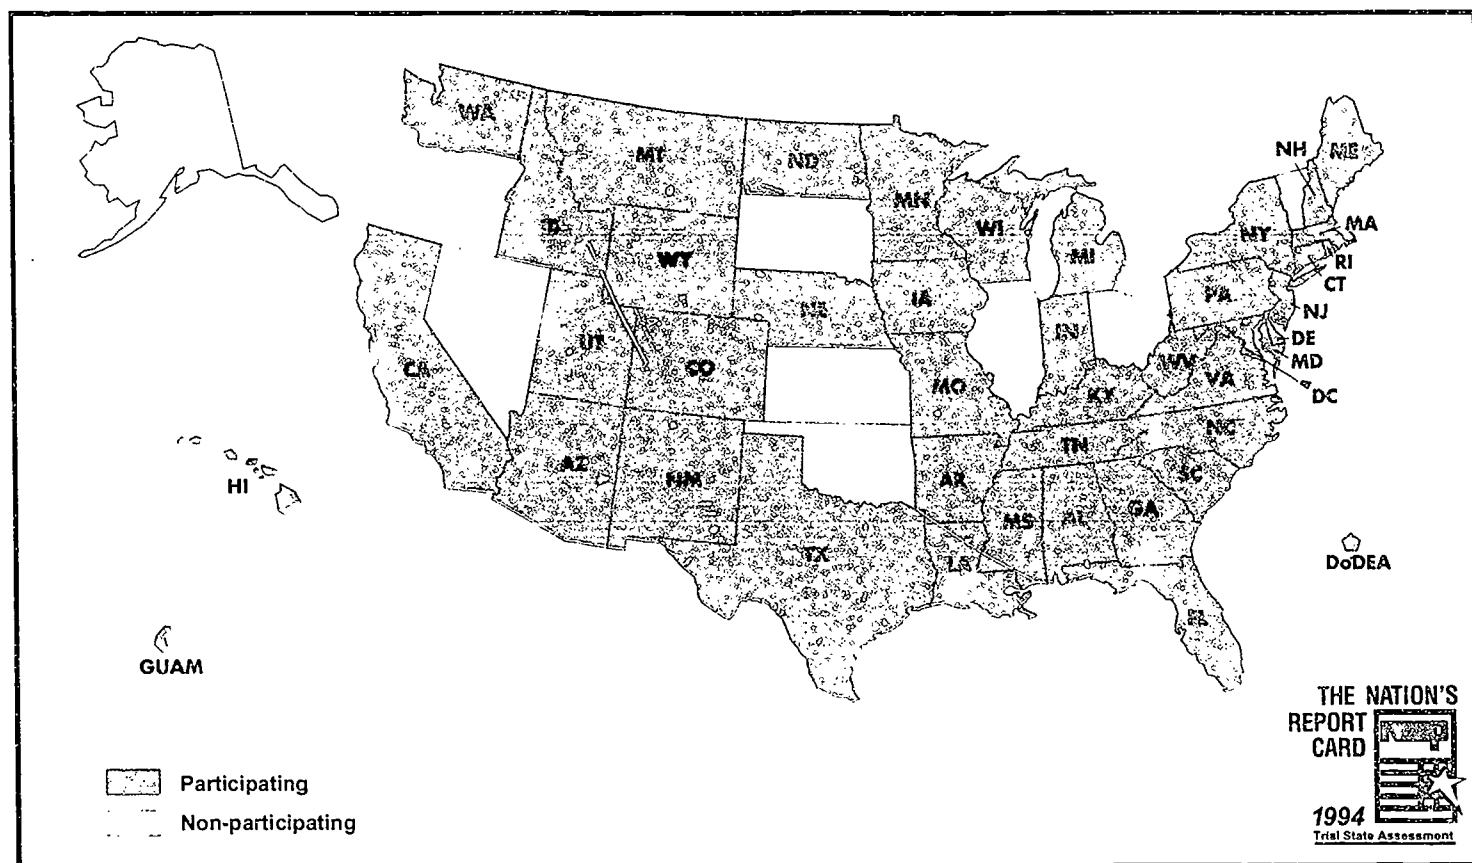 WA
MT
ND
MN
ID
WY
WI
MI
NH
ME
NY
MA
RI
CT
PA
NJ
DE
MD
DC
IA
NE
IN
WV
VA
UT
CO
CA
MO
KY
NC
TN
SC
AZ
NM
AR
MS
AL
GA
TX
LA
FL
HI
DoDEA
GUAM
THE NATION'S
REPORT
CARD
1994
Trial State Assessment
Participating
Non-participating